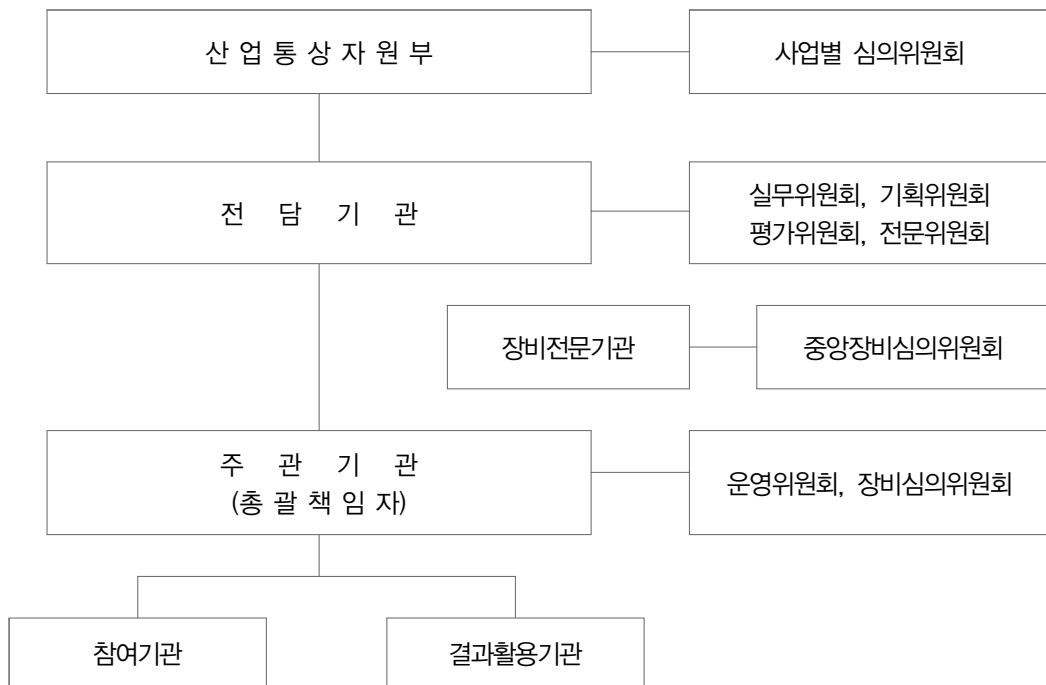 산업통상자원부
사업별 심의위원회
전담기관
실무위원회, 기획위원회
평가위원회, 전문위원회
장비전문기관
중앙장비심의위원회
주관기관
(총괄책임자)
운영위원회, 장비심의위원회
참여기관
결과활용기관